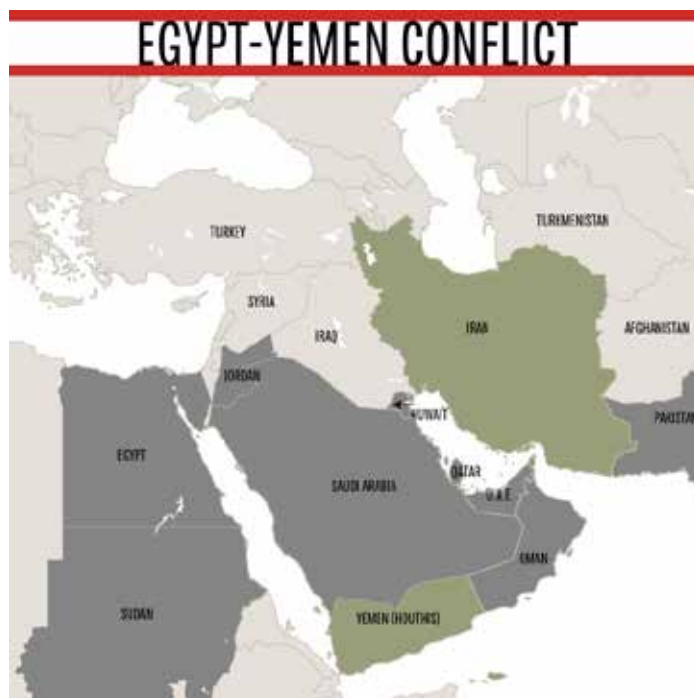 EGYPT-YEMEN CONFLICT
TURKEY
TURKMENISTAN
SYRIA
IRAQ
IRAN
AFGHANISTAN
JORDAN
KUWAIT
PAKISTAN
EGYPT
SAUDI ARABIA
QATAR
U.A.E.
OMAN
SUDAN
YEMEN (HOUTHIS)